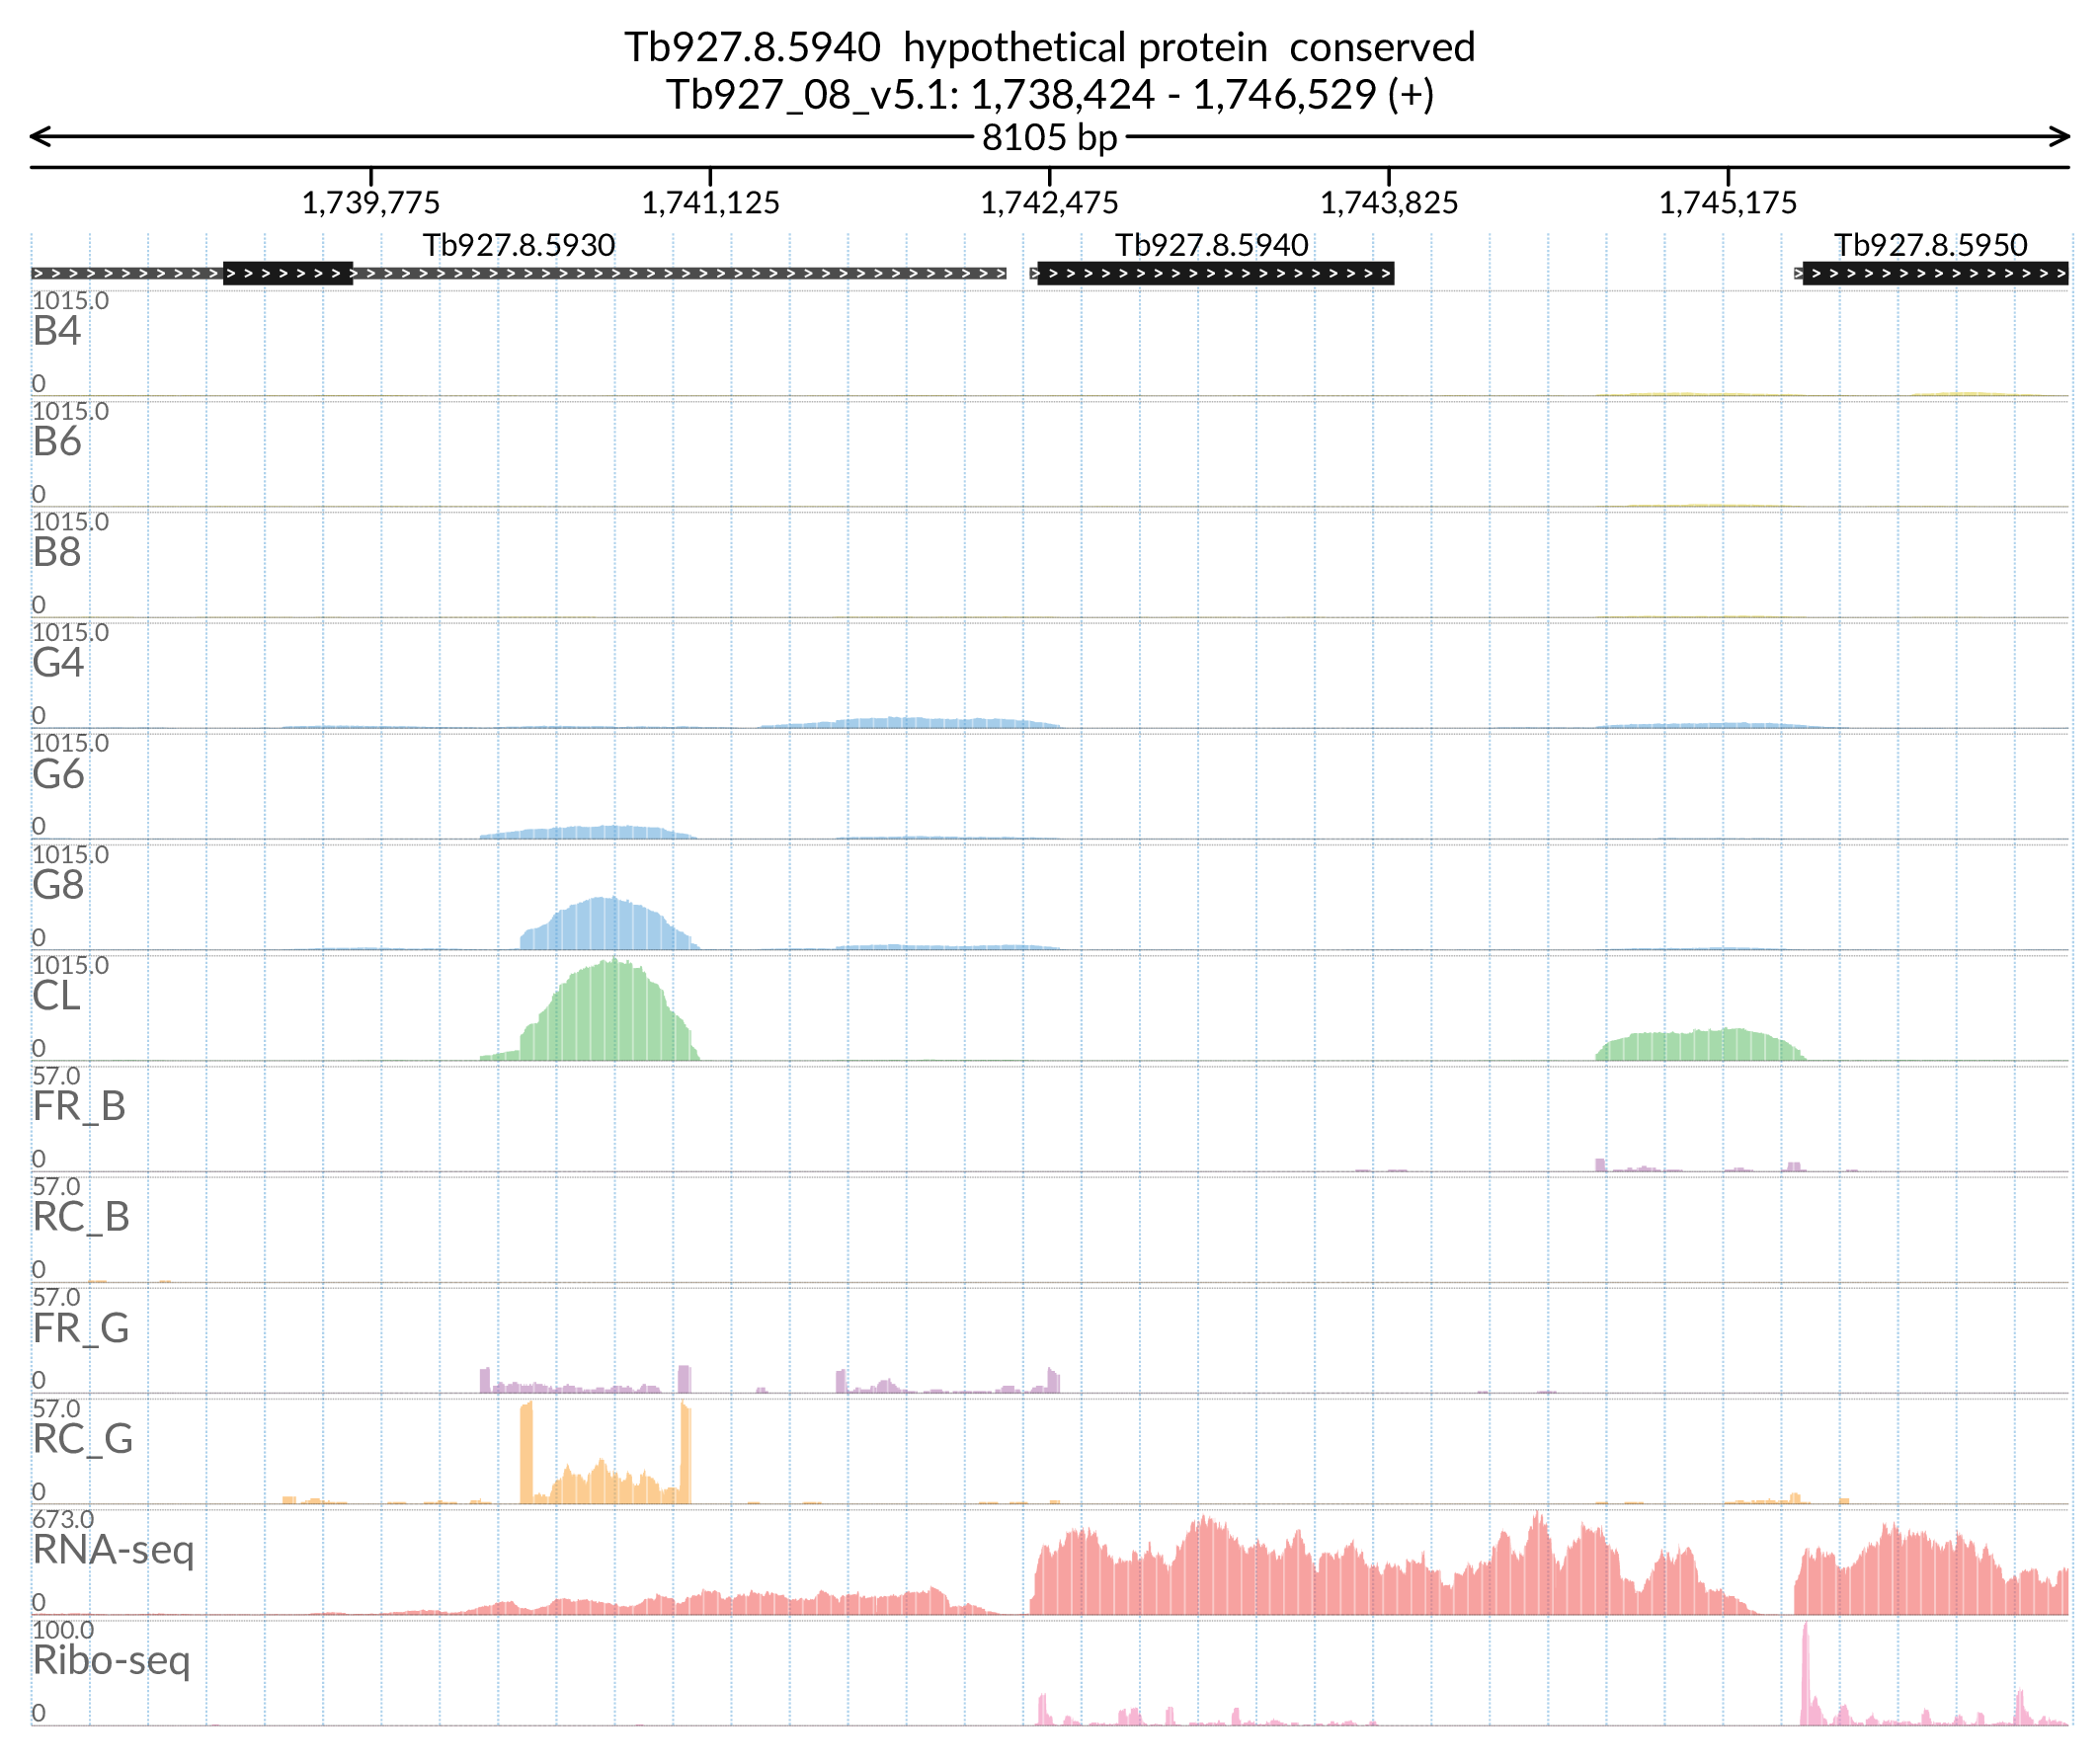 Tb927.8.5940 hypothetical protein conserved
Tb927_08_v5.1: 1,738,424 - 1,746,529 (+)
8105 bp
1,739,775 1,741,125 1,742,475 1,743,825 1,745,175
Tb927.8.5930 Tb927.8.5940 Tb927.8.5950
1015.0
B4
0
1015.0
B6
0
1015.0
B8
0
1015.0
G4
0
1015.0
G6
0
1015.0
G8
0
1015.0
CL
0
57.0
FR_B
0
57.0
RC_B
0
57.0
FR_G
0
57.0
RC_G
0
673.0
RNA-seq
0
100.0
Ribo-seq
0